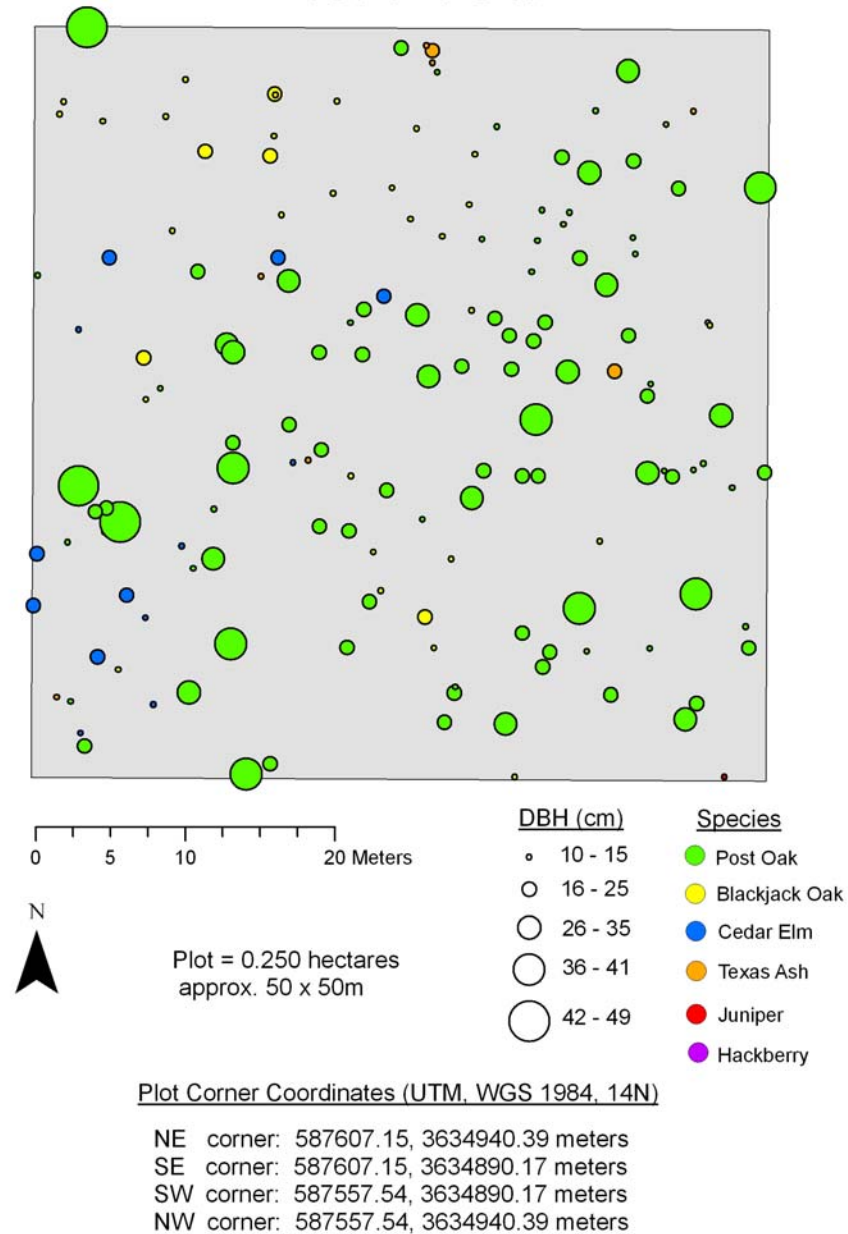 0 5 10 20 Meters
N
Plot = 0.250 hectares
approx. 50 x 50m
DBH (cm)
10 - 15
16 - 25
26 - 35
36 - 41
42 - 49
Species
Post Oak
Blackjack Oak
Cedar Elm
Texas Ash
Juniper
Hackberry
Plot Corner Coordinates (UTM, WGS 1984, 14N)
NE corner: 587607.15, 3634940.39 meters
SE corner: 587607.15, 3634890.17 meters
SW corner: 587557.54, 3634890.17 meters
NW corner: 587557.54, 3634940.39 meters